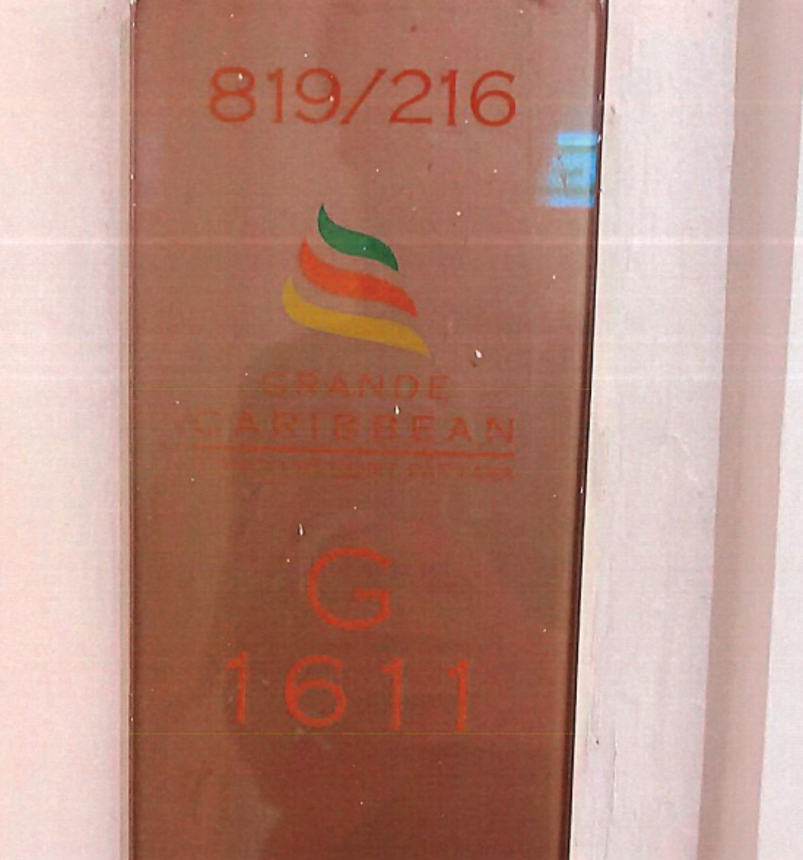 819/216
GRANDE
CARIBBEAN
G
1611